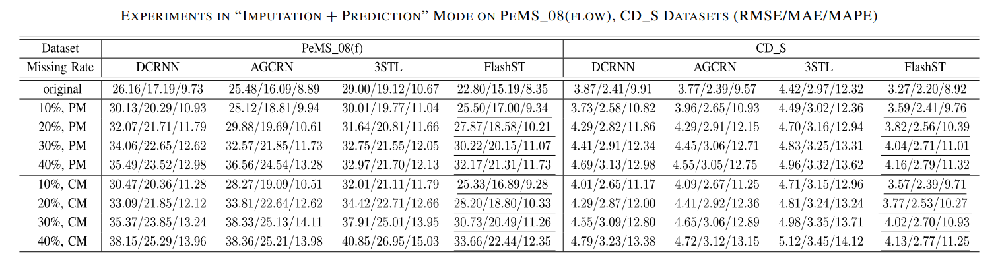 EXPERIMENTS IN “IMPUTATION + PREDICTION” MODE ON PEMS_08(FLOW), CD_S DATASETS (RMSE/MAE/MAPE)
Dataset PeMS_08(f) CD_S
Missing Rate DCRNN AGCRN 3STL FlashST DCRNN AGCRN 3STL FlashST
original 26.16/17.19/9.73 25.48/16.09/8.89 29.00/19.12/10.67 22.80/15.19/8.35 3.87/2.41/9.91 3.77/2.39/9.57 4.42/2.97/12.32 3.27/2.20/8.92
10%, PM 30.13/20.29/10.93 28.12/18.81/9.94 30.01/19.77/11.04 25.50/17.00/9.34 3.73/2.58/10.82 3.96/2.65/10.93 4.49/3.02/12.36 3.59/2.41/9.76
20%, PM 32.07/21.71/11.79 29.88/19.69/10.61 31.64/20.81/11.66 27.87/18.58/10.21 4.29/2.82/11.86 4.29/2.91/12.15 4.70/3.16/12.94 3.82/2.56/10.39
30%, PM 34.06/22.65/12.62 32.57/21.85/11.73 32.75/21.55/12.05 30.22/20.15/11.07 4.41/2.91/12.34 4.45/3.06/12.71 4.83/3.25/13.31 4.04/2.71/11.01
40%, PM 35.49/23.52/12.98 36.56/24.54/13.28 32.97/21.70/12.13 32.17/21.31/11.73 4.69/3.13/12.98 4.55/3.05/12.75 4.96/3.32/13.62 4.16/2.79/11.32
10%, CM 30.47/20.36/11.28 28.27/19.09/10.51 32.01/21.11/11.79 25.33/16.89/9.28 4.01/2.65/11.17 4.09/2.67/11.25 4.71/3.15/12.96 3.57/2.39/9.71
20%, CM 33.09/21.85/12.12 33.81/22.64/12.62 34.42/22.71/12.66 28.20/18.80/10.33 4.29/2.87/12.00 4.41/2.92/12.36 4.81/3.24/13.24 3.77/2.53/10.27
30%, CM 35.37/23.85/13.24 38.33/25.13/14.11 37.91/25.01/13.95 30.73/20.49/11.26 4.55/3.09/12.80 4.65/3.06/12.89 4.98/3.35/13.71 4.02/2.70/10.93
40%, CM 38.15/25.29/13.96 38.36/25.21/13.98 40.85/26.95/15.03 33.66/22.44/12.35 4.79/3.23/13.38 4.72/3.12/13.15 5.12/3.45/14.12 4.13/2.77/11.25